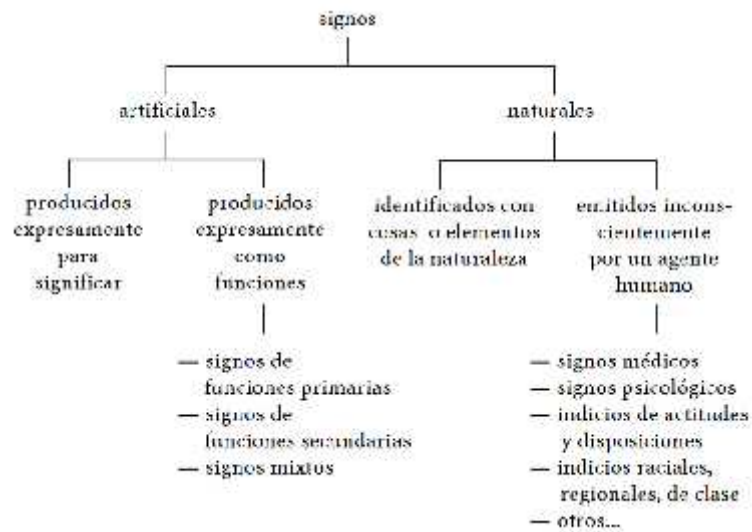 signos
artificiales
naturales
producidos
expresamente
para
significar
producidos
expresamente
como
funciones
identificados con
cosas o elementos
de la naturaleza
emitidos incons-
cientemente
por un agente
humano
— signos de
funciones primarias
— signos de
funciones secundarias
— signos mixtos
— signos médicos
— signos psicológicos
— indicios de actitudes
y disposiciones
— indicios raciales,
regionales, de clase
— otros...